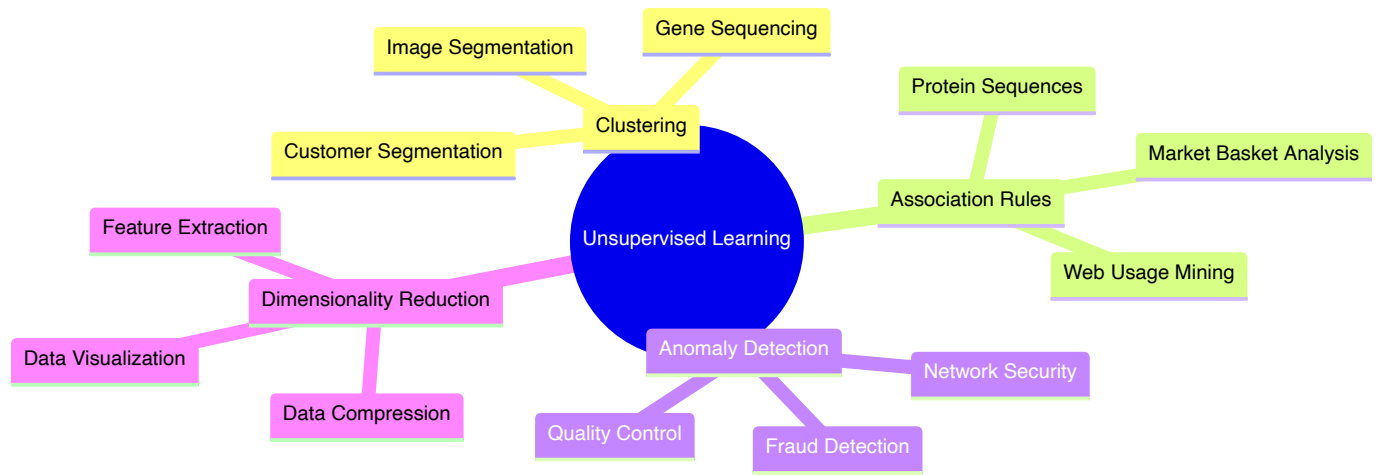 Gene Sequencing
Image Segmentation
Clustering
Customer Segmentation
Protein Sequences
Market Basket Analysis
Association Rules
Web Usage Mining
Unsupervised Learning
Feature Extraction
Dimensionality Reduction
Data Visualization
Data Compression
Anomaly Detection
Network Security
Quality Control
Fraud Detection